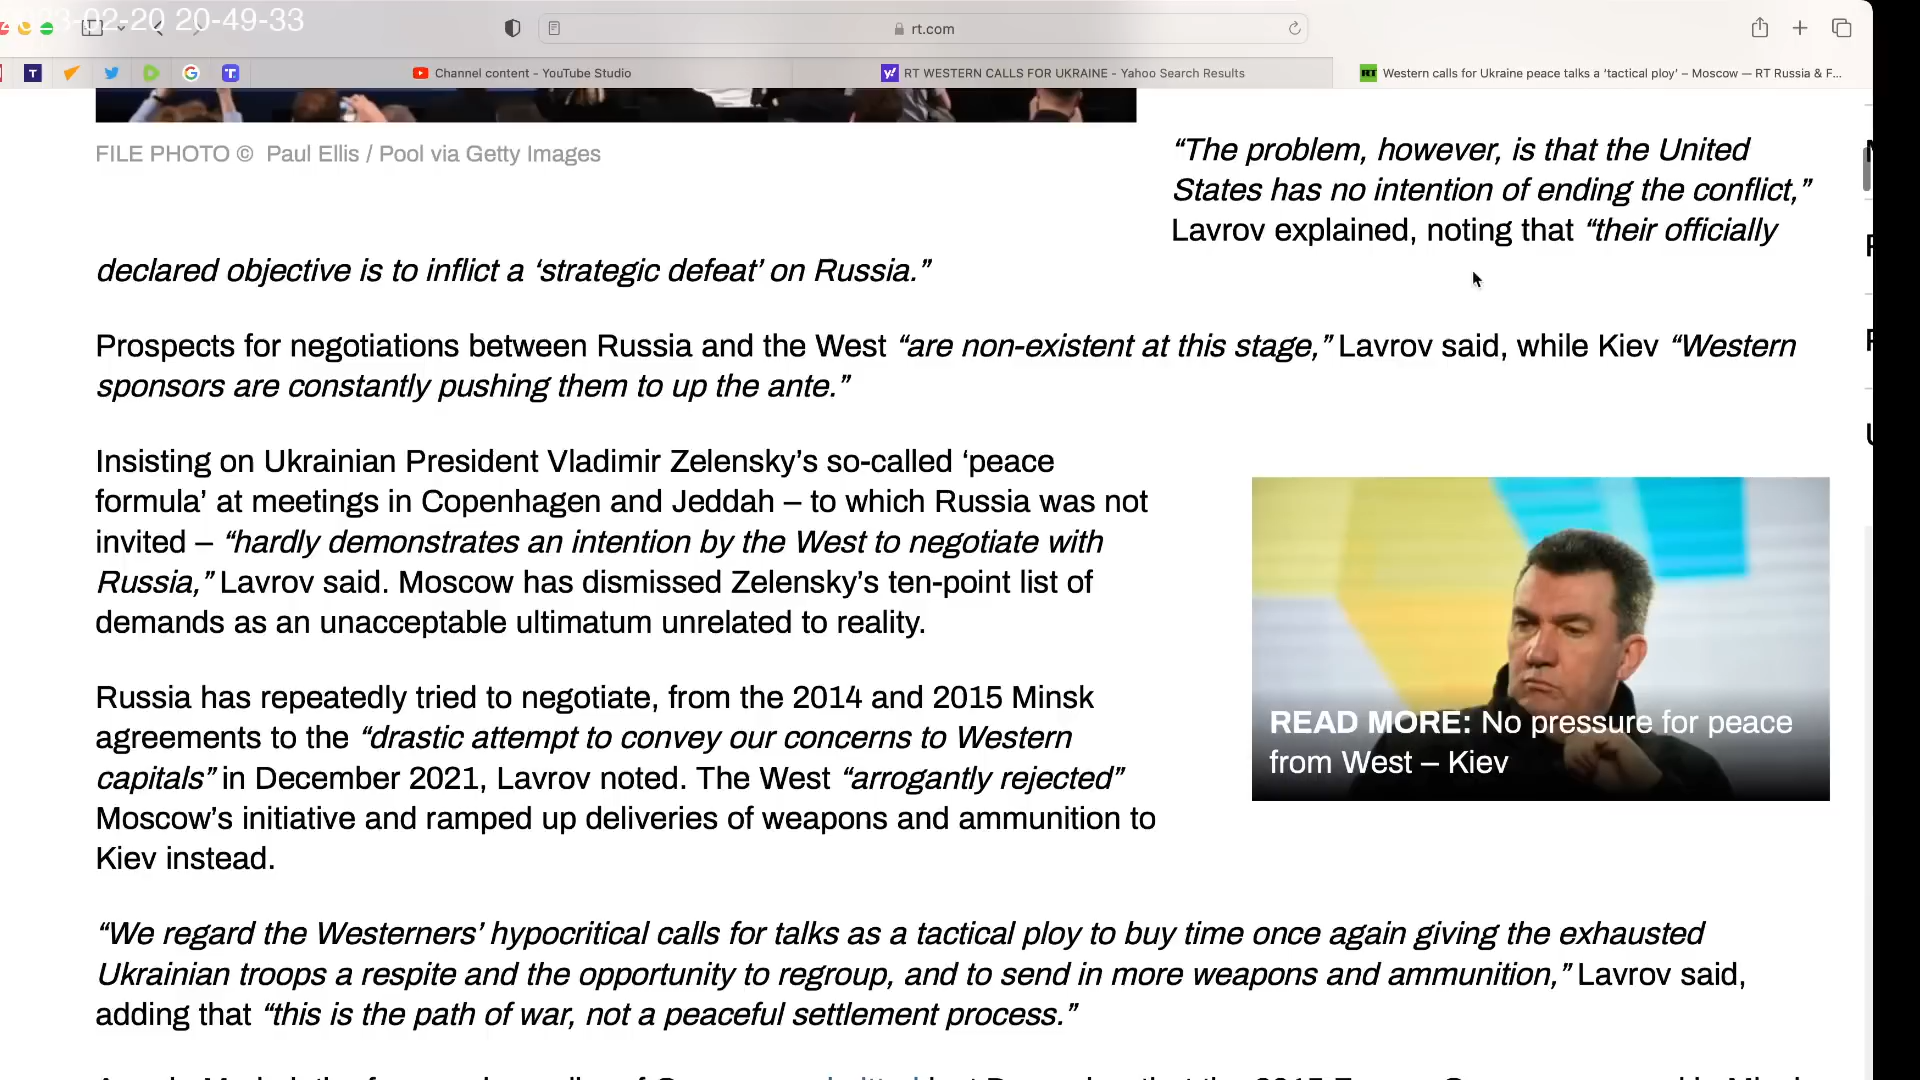 23-02-20 20-49-33
rt.com
Channel content - YouTube Studio
RT WESTERN CALLS FOR UKRAINE - Yahoo Search Results
RT
Western calls for Ukraine peace talks a ‘tactical ploy’ – Moscow — RT Russia & F...
FILE PHOTO © Paul Ellis / Pool via Getty Images
“The problem, however, is that the United
States has no intention of ending the conflict,”
Lavrov explained, noting that “their officially
declared objective is to inflict a ‘strategic defeat’ on Russia.”
Prospects for negotiations between Russia and the West “are non-existent at this stage,” Lavrov said, while Kiev “Western
sponsors are constantly pushing them to up the ante.”
Insisting on Ukrainian President Vladimir Zelensky’s so-called ‘peace
formula’ at meetings in Copenhagen and Jeddah – to which Russia was not
invited – “hardly demonstrates an intention by the West to negotiate with
Russia,” Lavrov said. Moscow has dismissed Zelensky’s ten-point list of
demands as an unacceptable ultimatum unrelated to reality.
READ MORE: No pressure for peace
from West – Kiev
Russia has repeatedly tried to negotiate, from the 2014 and 2015 Minsk
agreements to the “drastic attempt to convey our concerns to Western
capitals” in December 2021, Lavrov noted. The West “arrogantly rejected”
Moscow’s initiative and ramped up deliveries of weapons and ammunition to
Kiev instead.
“We regard the Westerners’ hypocritical calls for talks as a tactical ploy to buy time once again giving the exhausted
Ukrainian troops a respite and the opportunity to regroup, and to send in more weapons and ammunition,” Lavrov said,
adding that “this is the path of war, not a peaceful settlement process.”